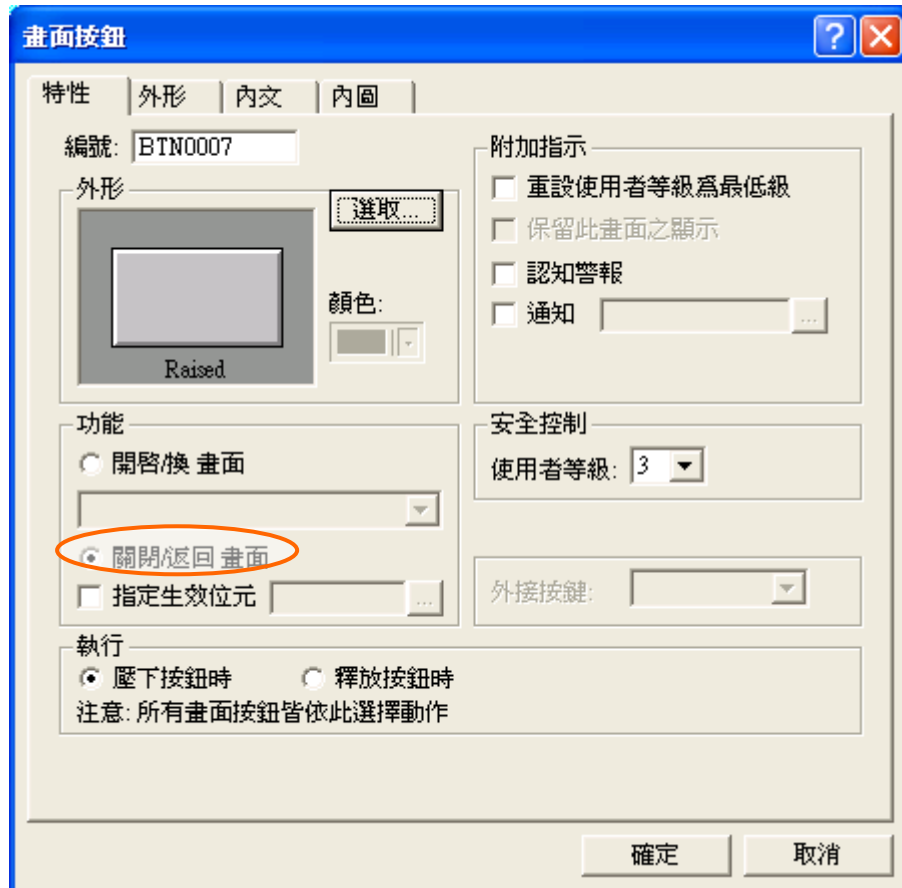 畫面按鈕
特性 外形 內文 內圖
編號: BTN0007
外形
選取...
顏色:
Raised
附加指示
重設使用者等級為最低級
保留此畫面之顯示
認知警報
通知 ...
功能
開啓/換 畫面
關閉/返回 畫面
指定生效位元 ...
安全控制
使用者等級: 3
外接按鍵:
執行
壓下按鈕時 釋放按鈕時
注意: 所有畫面按鈕皆依此選擇動作
確定 取消